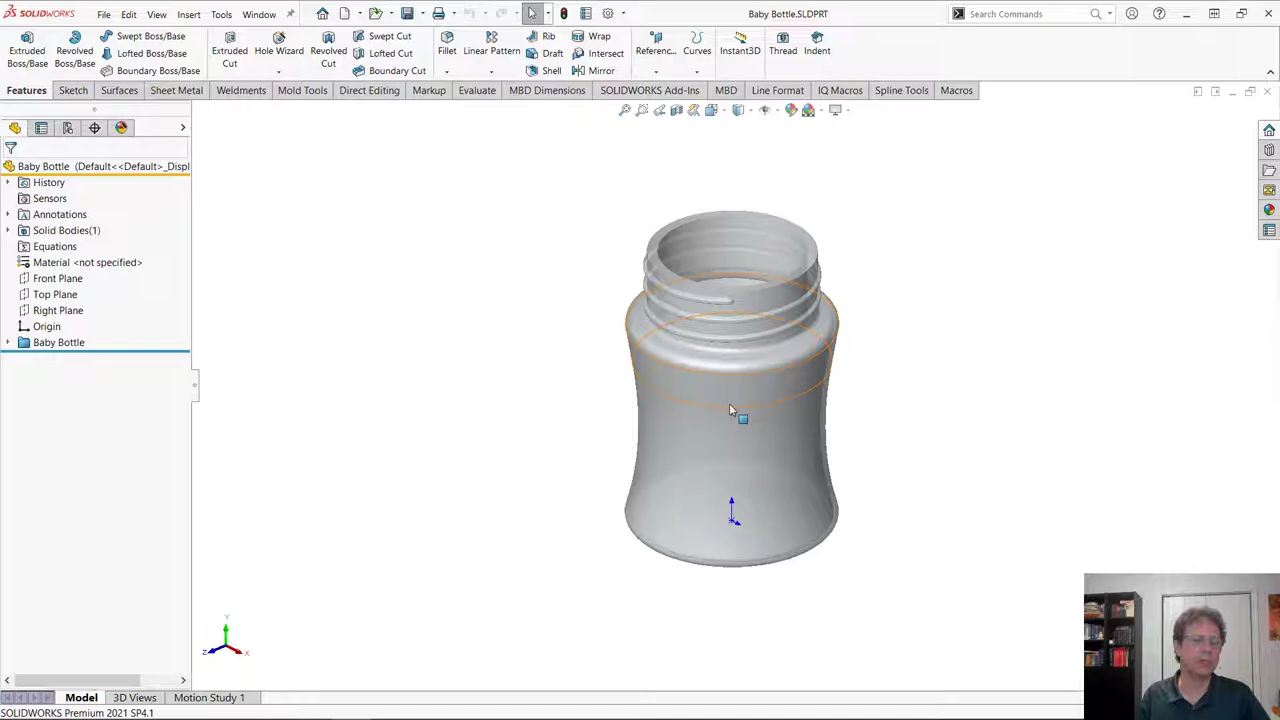 SOLIDWORKS
File
Edit
View
Insert
Tools
Window
Baby Bottle.SLDPRT
Search Commands
Extruded Boss/Base
Revolved Boss/Base
Swept Boss/Base
Lofted Boss/Base
Boundary Boss/Base
Extruded Cut
Hole Wizard
Revolved Cut
Swept Cut
Lofted Cut
Boundary Cut
Fillet
Linear Pattern
Rib
Draft
Shell
Wrap
Intersect
Mirror
Referenc...
Curves
Instant3D
Thread
Indent
Features
Sketch
Surfaces
Sheet Metal
Weldments
Mold Tools
Direct Editing
Markup
Evaluate
MBD Dimensions
SOLIDWORKS Add-Ins
MBD
Line Format
IQ Macros
Spline Tools
Macros
Baby Bottle (Default<<Default>_Displ
History
Sensors
Annotations
Solid Bodies(1)
Equations
Material <not specified>
Front Plane
Top Plane
Right Plane
Origin
Baby Bottle
Y
Z
X
Model
3D Views
Motion Study 1
SOLIDWORKS Premium 2021 SP4.1